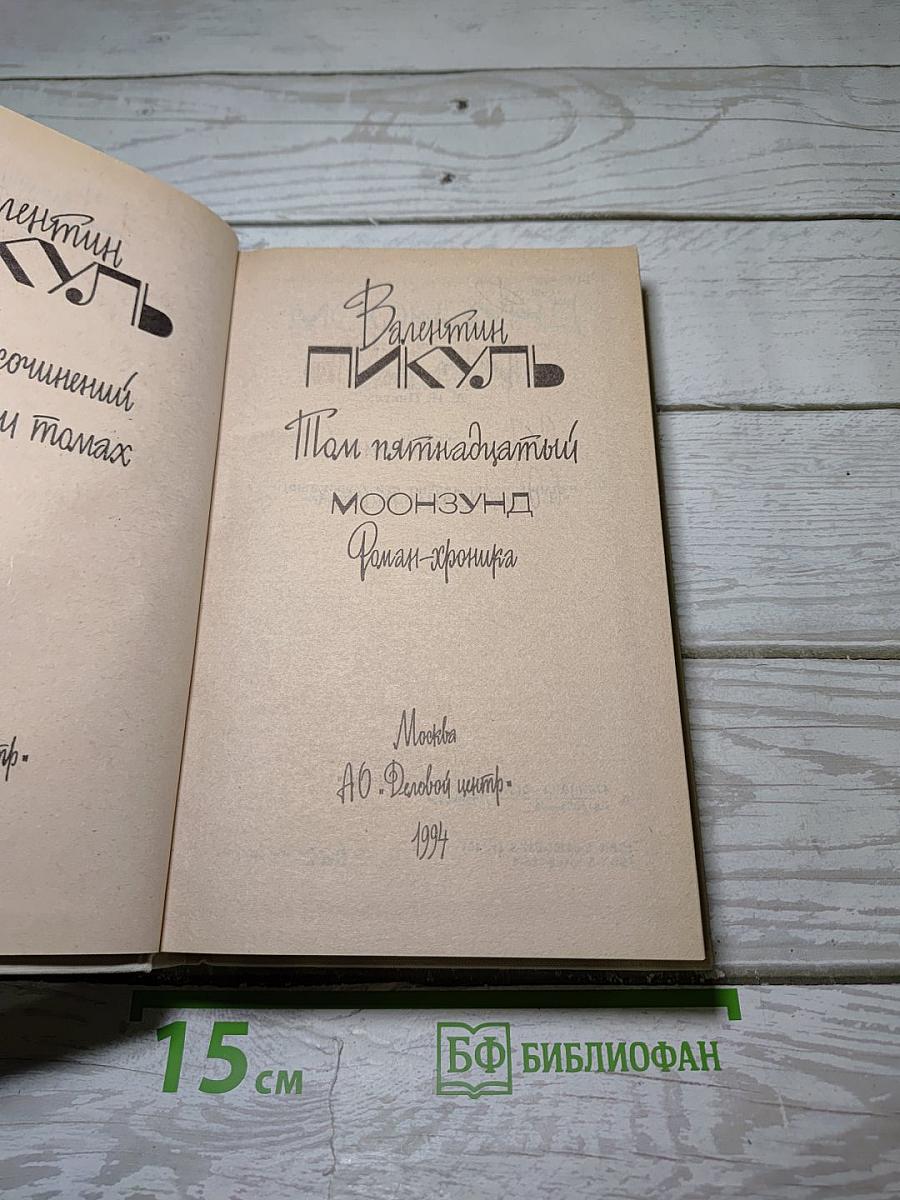 лентин
КУЛЬ
сочинений
и томах
тр"
Валентин
ПИКУЛЬ
Том пятнадцатый
МООНЗУНД
Роман-хроника
Москва
АО "Деловой центр"
1994
15 см
БФ БИБЛИОФАН